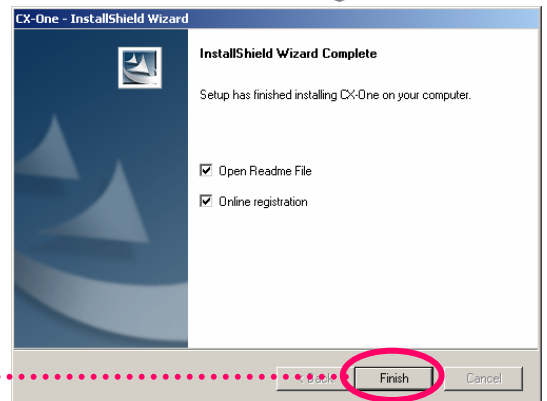 CX-One - InstallShield Wizard
InstallShield Wizard Complete
Setup has finished installing CX-One on your computer.
Open Readme File
Online registration
< Back
Finish
Cancel